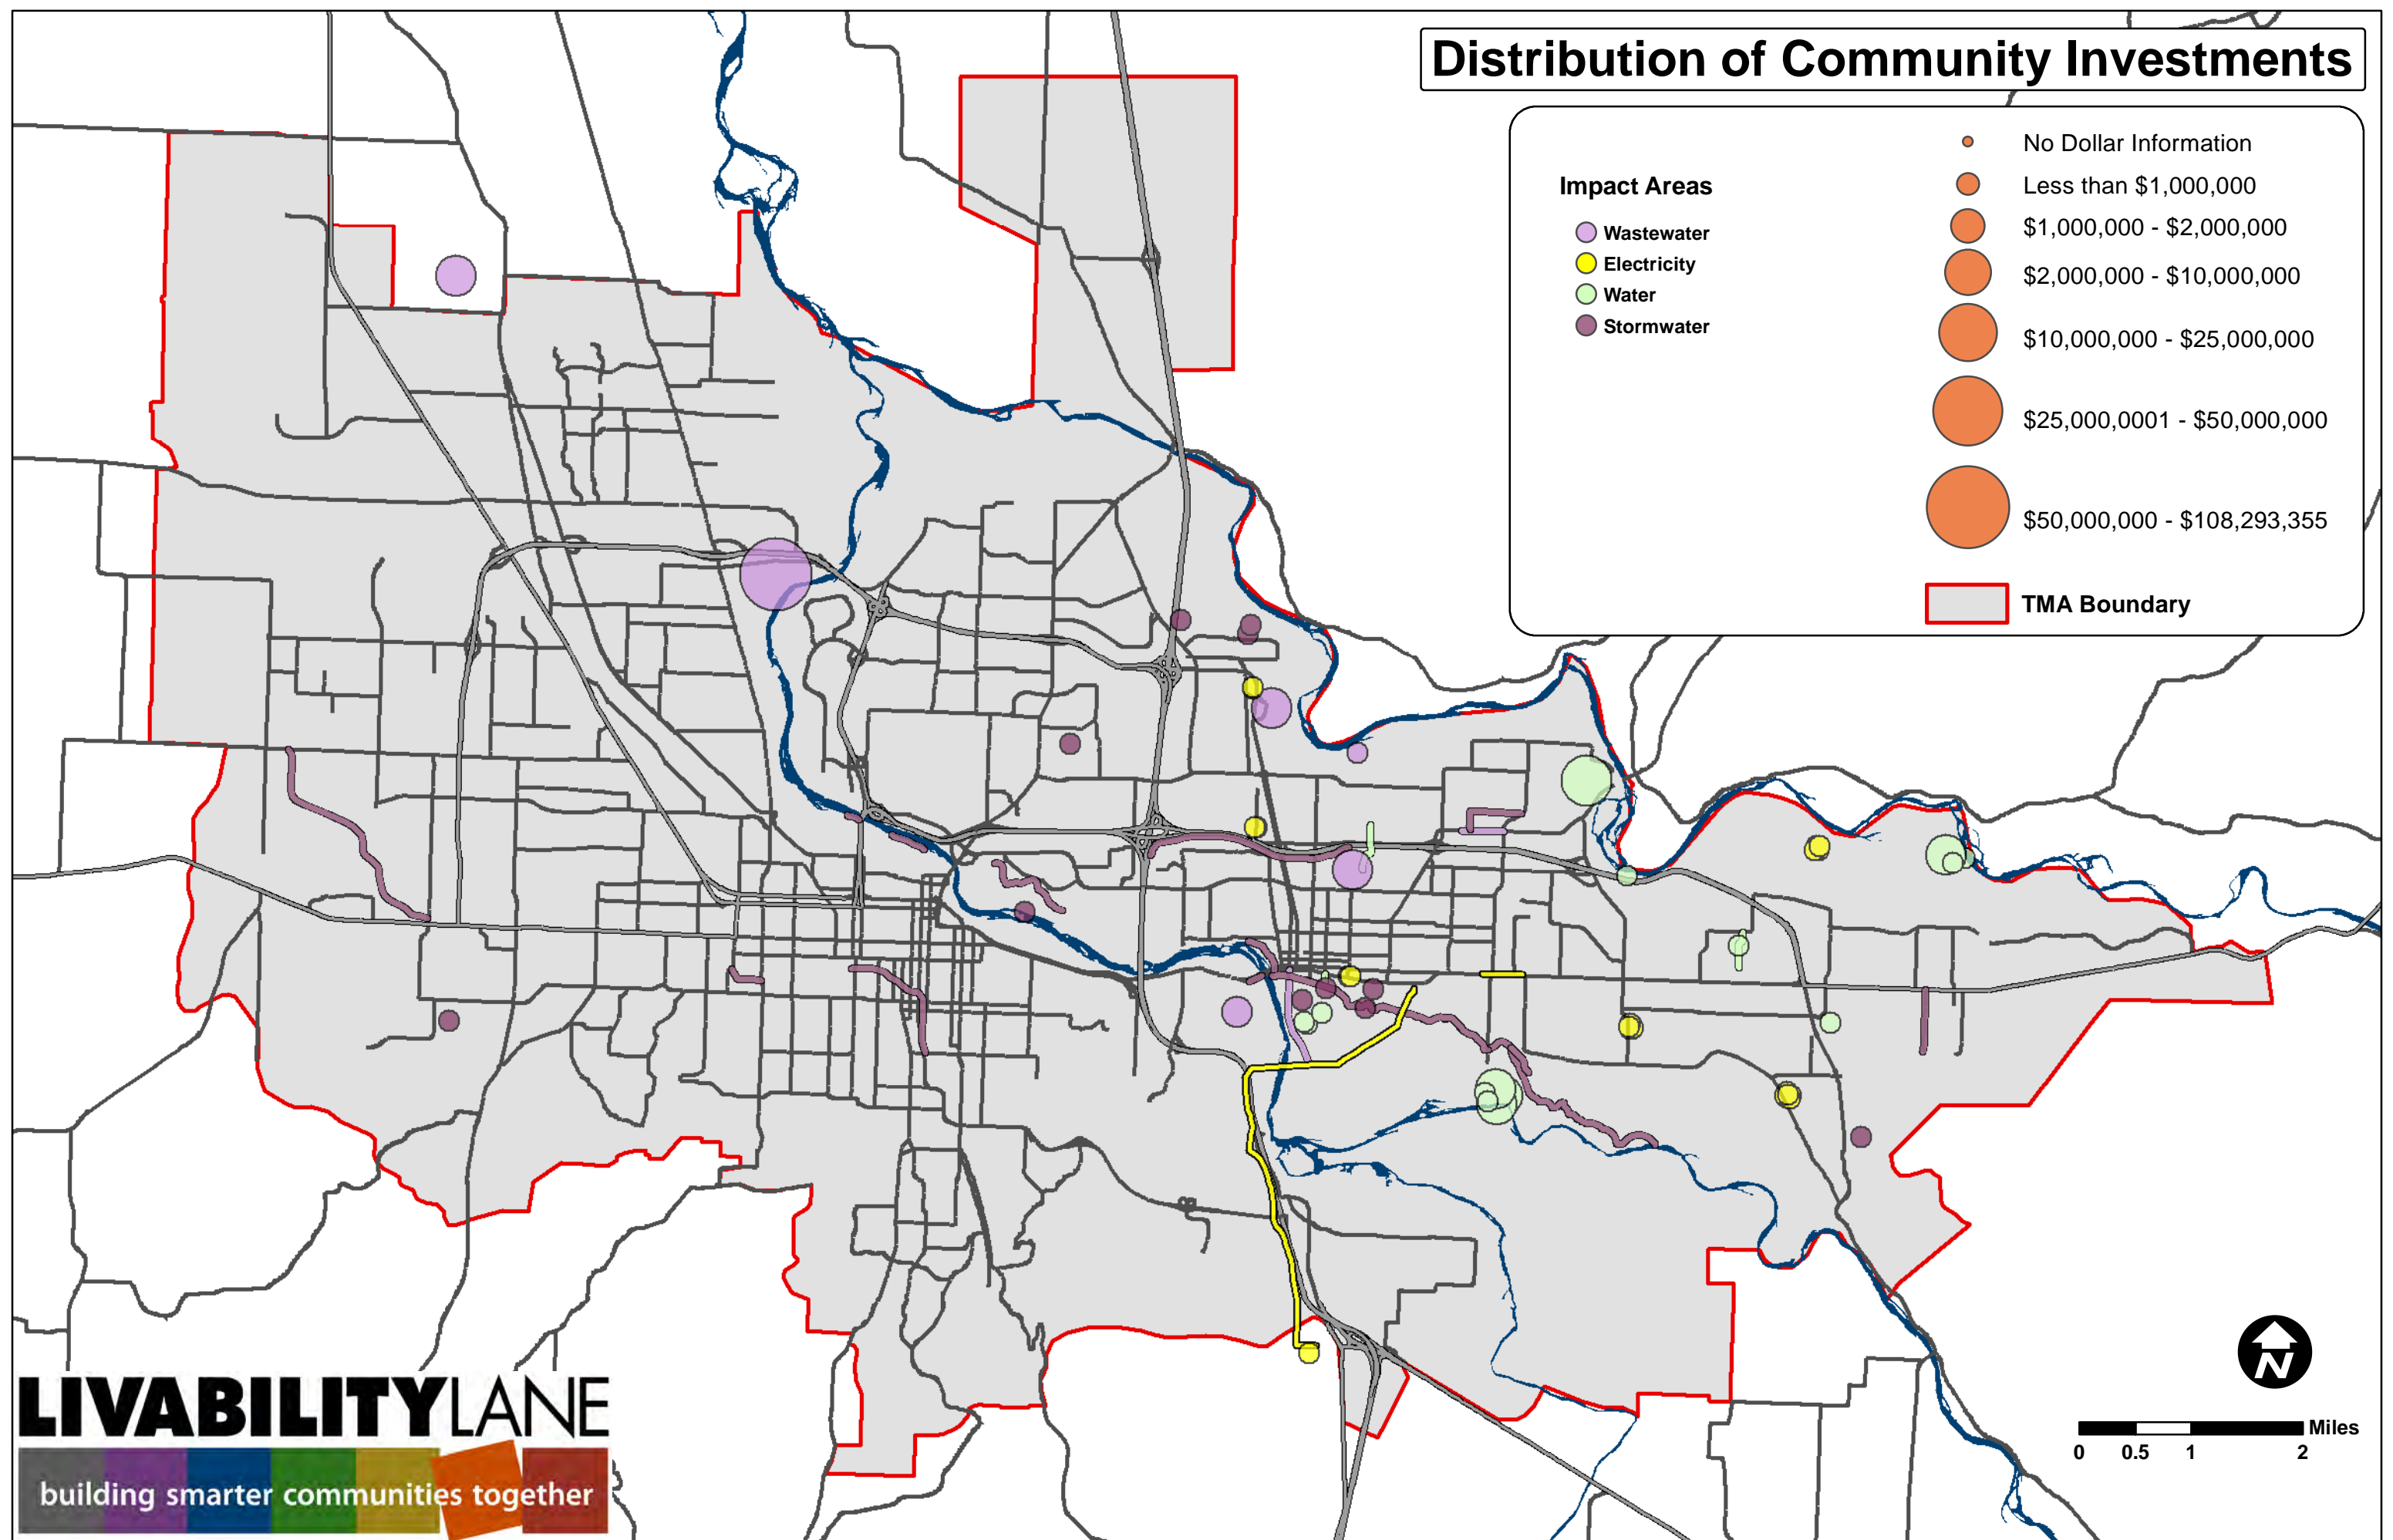 Distribution of Community Investments
Impact Areas
Wastewater
Electricity
Water
Stormwater
No Dollar Information
Less than $1,000,000
$1,000,000 - $2,000,000
$2,000,000 - $10,000,000
$10,000,000 - $25,000,000
$25,000,0001 - $50,000,000
$50,000,000 - $108,293,355
TMA Boundary
N
Miles
0 0.5 1 2
LIVABILITYLANE
building smarter communities together